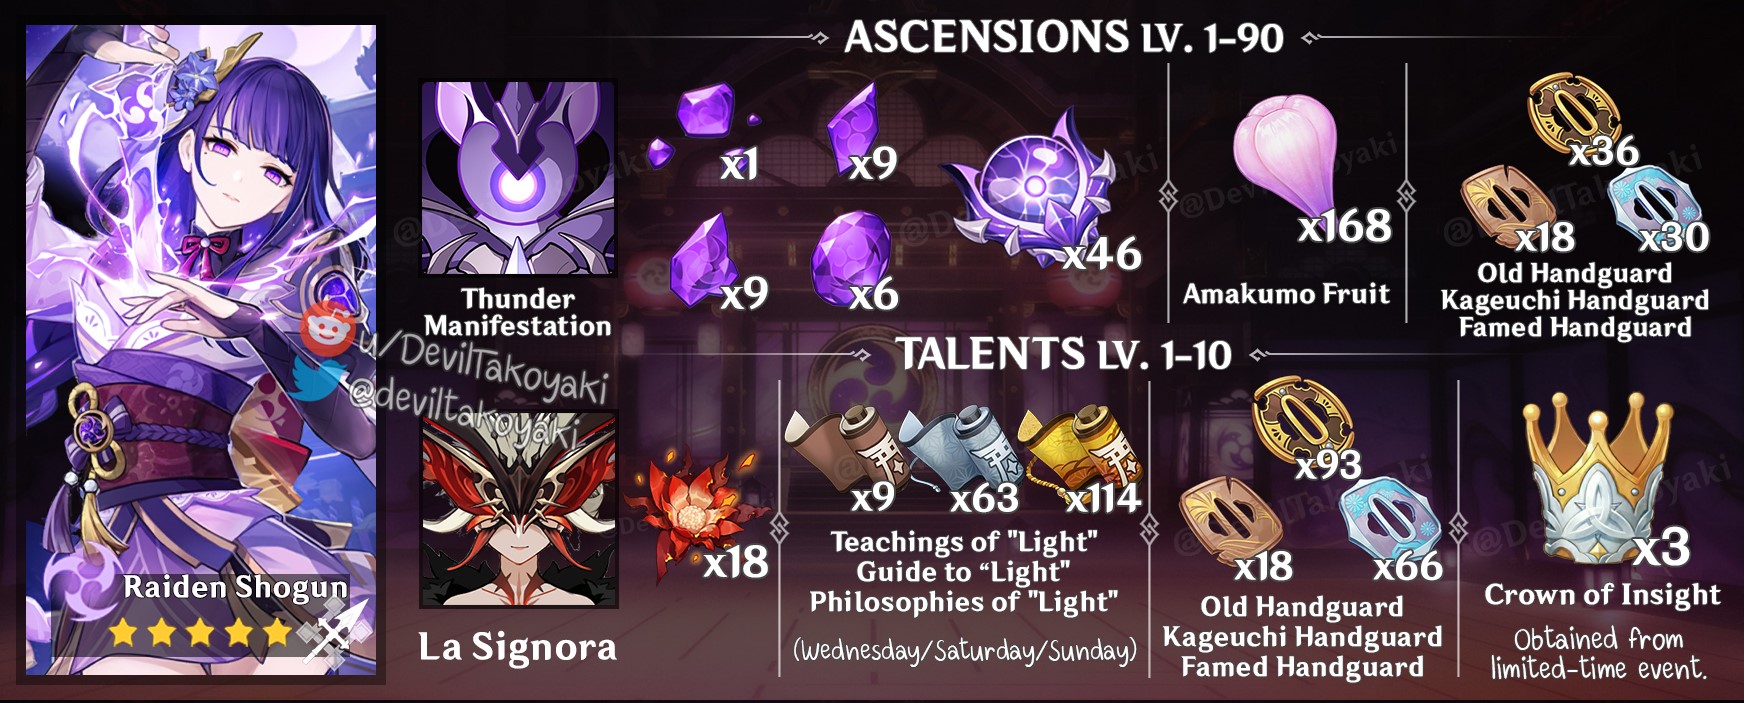 ASCENSIONS LV. 1-90
x1
x9
x9
x6
x46
Thunder
Manifestation
x168
Amakumo Fruit
x36
x18
x30
Old Handguard
Kageuchi Handguard
Famed Handguard
TALENTS LV. 1-10
u/DevilTakoyaki
@deviltakoyaki
La Signora
x18
x9
x63
x114
Teachings of "Light"
Guide to “Light"
Philosophies of "Light"
(Wednesday/Saturday/Sunday)
x93
x18
x66
Old Handguard
Kageuchi Handguard
Famed Handguard
x3
Crown of Insight
Obtained from
limited-time event.
Raiden Shogun
@DevilTakoyaki